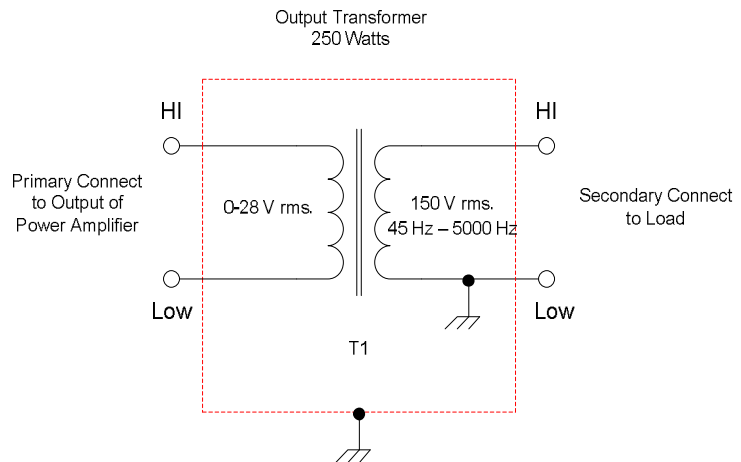 Output Transformer
250 Watts
HI
HI
Primary Connect
to Output of
Power Amplifier
0-28 V rms.
150 V rms.
45 Hz – 5000 Hz
Secondary Connect
to Load
Low
Low
T1